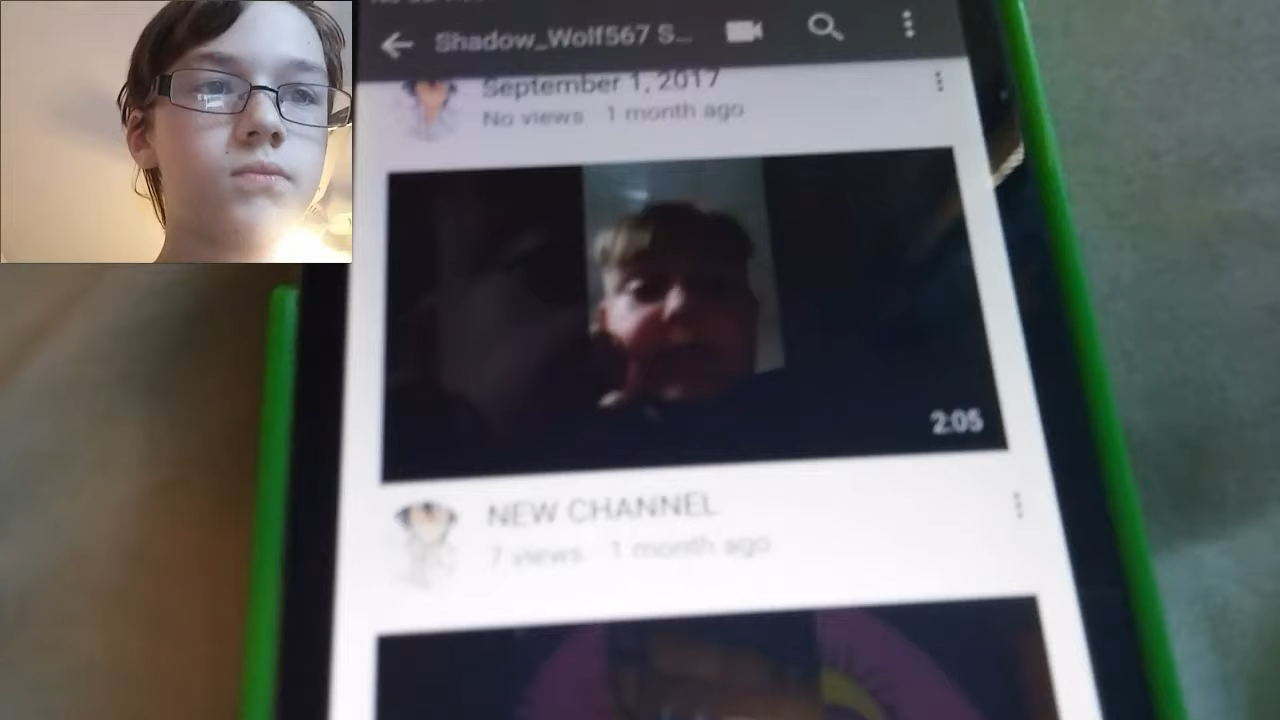 Shadow_Wolf567 S...
September 1, 2017
No views 1 month ago
2:05
NEW CHANNEL
7 views 1 month ago